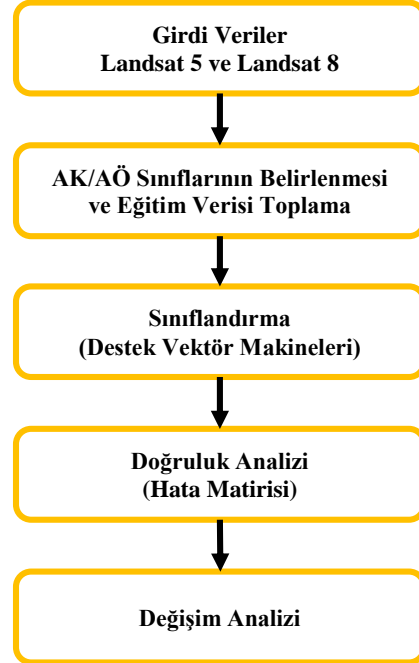 Girdi Veriler
Landsat 5 ve Landsat 8
AK/AÖ Sınıflarının Belirlenmesi
ve Eğitim Verisi Toplama
Sınıflandırma
(Destek Vektör Makineleri)
Doğruluk Analizi
(Hata Matirisi)
Değişim Analizi